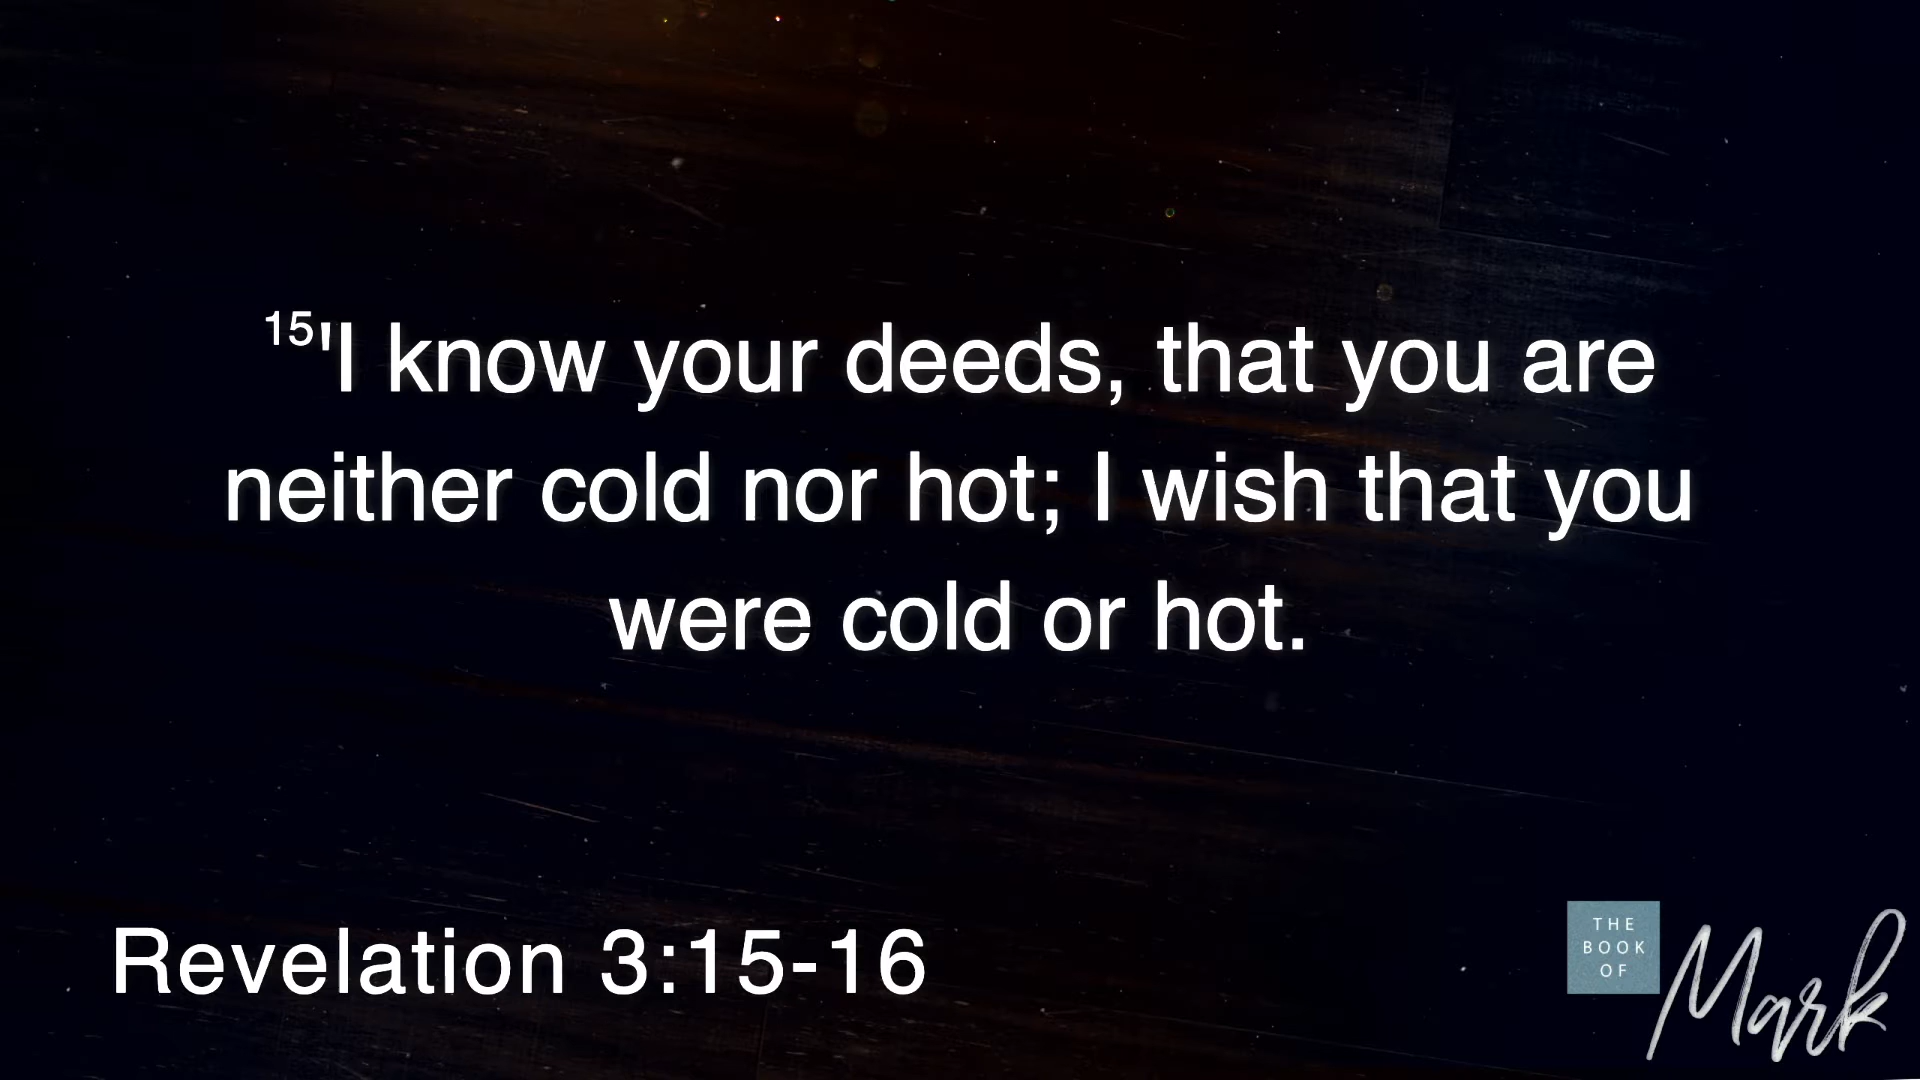 15'I know your deeds, that you are
neither cold nor hot; I wish that you
were cold or hot.
Revelation 3:15-16
THE
BOOK
OF
Mark